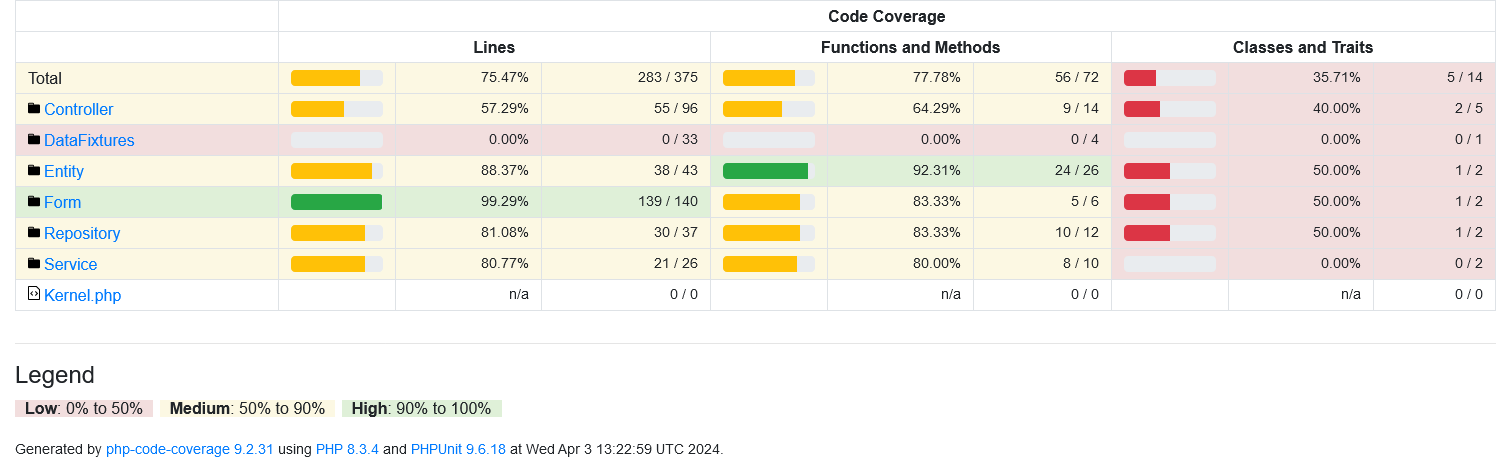 Code Coverage
Lines Functions and Methods Classes and Traits
Total 75.47% 283 / 375 77.78% 56 / 72 35.71% 5 / 14
Controller 57.29% 55 / 96 64.29% 9 / 14 40.00% 2 / 5
DataFixtures 0.00% 0 / 33 0.00% 0 / 4 0.00% 0 / 1
Entity 88.37% 38 / 43 92.31% 24 / 26 50.00% 1 / 2
Form 99.29% 139 / 140 83.33% 5 / 6 50.00% 1 / 2
Repository 81.08% 30 / 37 83.33% 10 / 12 50.00% 1 / 2
Service 80.77% 21 / 26 80.00% 8 / 10 0.00% 0 / 2
Kernel.php n/a 0 / 0 n/a 0 / 0 n/a 0 / 0
Legend
Low: 0% to 50% Medium: 50% to 90% High: 90% to 100%
Generated by php-code-coverage 9.2.31 using PHP 8.3.4 and PHPUnit 9.6.18 at Wed Apr 3 13:22:59 UTC 2024.